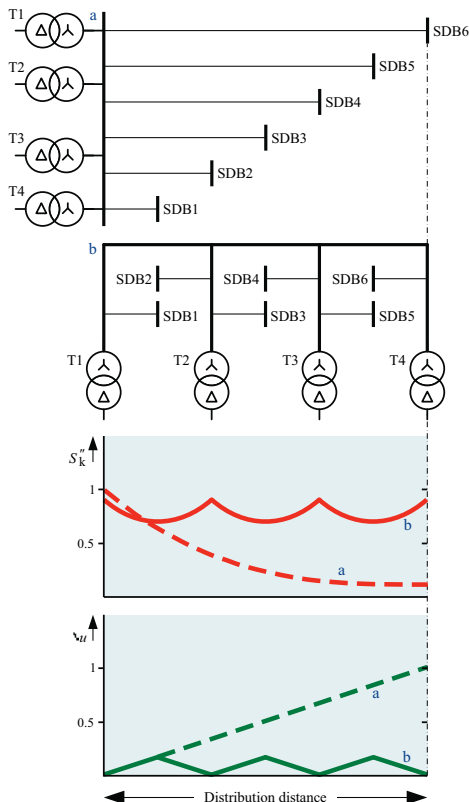 T1
a
SDB6
T2
SDB5
SDB4
T3
SDB3
SDB2
T4
SDB1
b
SDB2
SDB4
SDB6
SDB1
SDB3
SDB5
T1
T2
T3
T4
S"k
1
0.5
a
b
u
1
0.5
a
b
Distribution distance